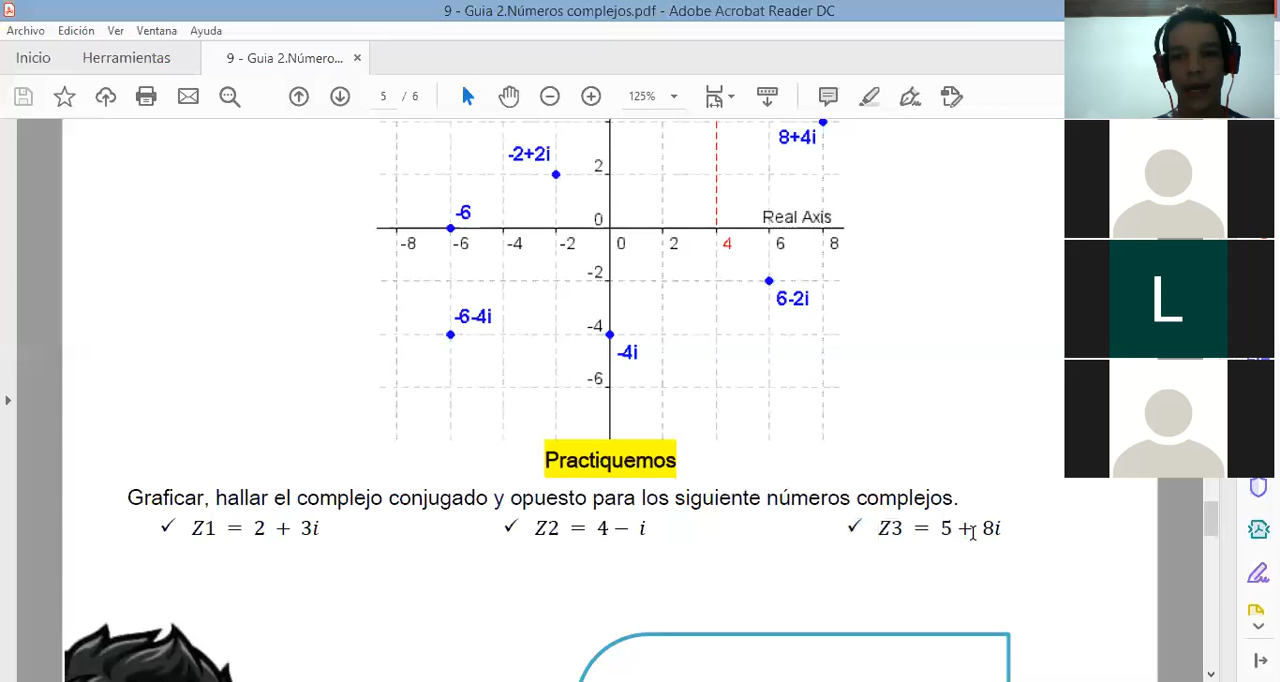 9 - Guia 2.Números complejos.pdf - Adobe Acrobat Reader DC
Archivo Edición Ver Ventana Ayuda
Inicio Herramientas 9 - Guia 2.Número... ×
5 / 6 125%
8+4i
-2+2i 2
-6 0 Real Axis
-8 -6 -4 -2 0 2 4 6 8
-2
6-2i
-6-4i -4
-4i
-6
L
Practiquemos
Graficar, hallar el complejo conjugado y opuesto para los siguiente números complejos.
✓ Z1 = 2 + 3i ✓ Z2 = 4 − i ✓ Z3 = 5 + 8i